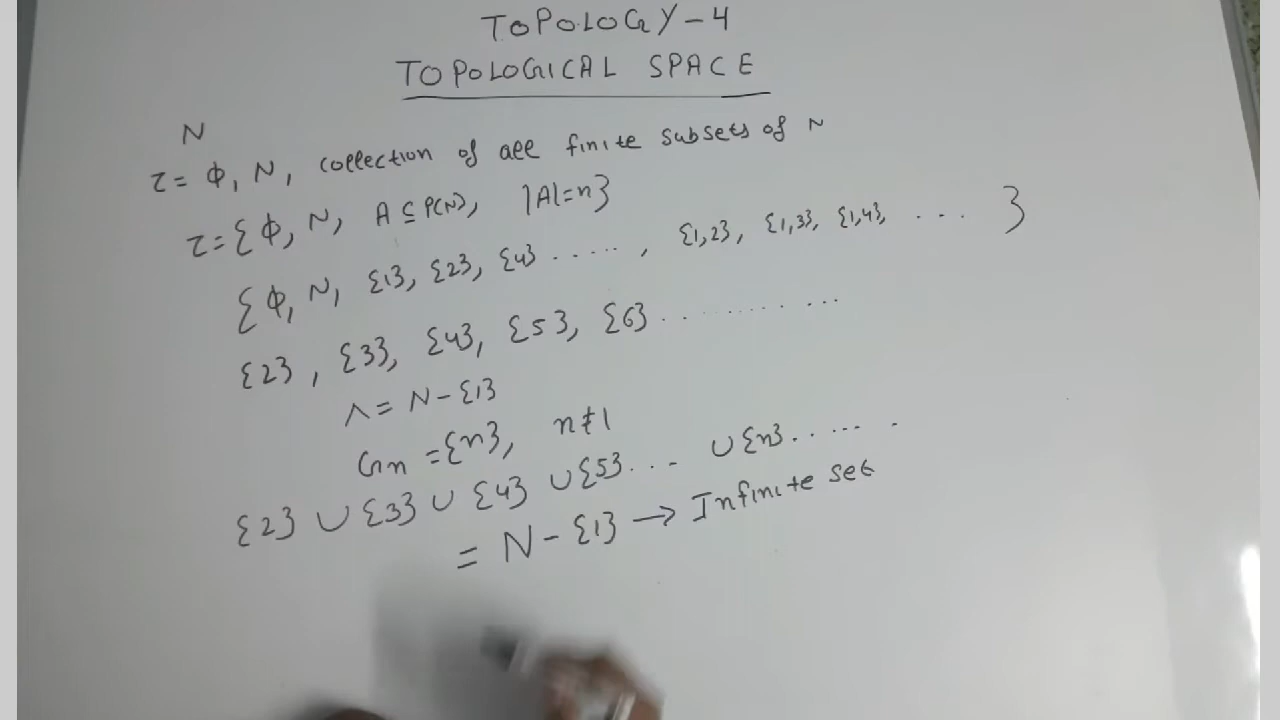 TOPOLOGY-4
TOPOLOGICAL SPACE
N
τ = Φ, N, collection of all finite subsets of N
τ = {Φ, N, A ⊆ P(N), |A|=n}
{Φ, N, {1}, {2}, {4} ......, {1,2}, {1,3}, {1,4}, .... }
{2}, {3}, {4}, {5}, {6} ..........
Λ = N - {1}
Gn = {n}, n≠1
{2} ∪ {3} ∪ {4} ∪ {5}.... ∪ {n}.......
= N - {1} → Infinite set